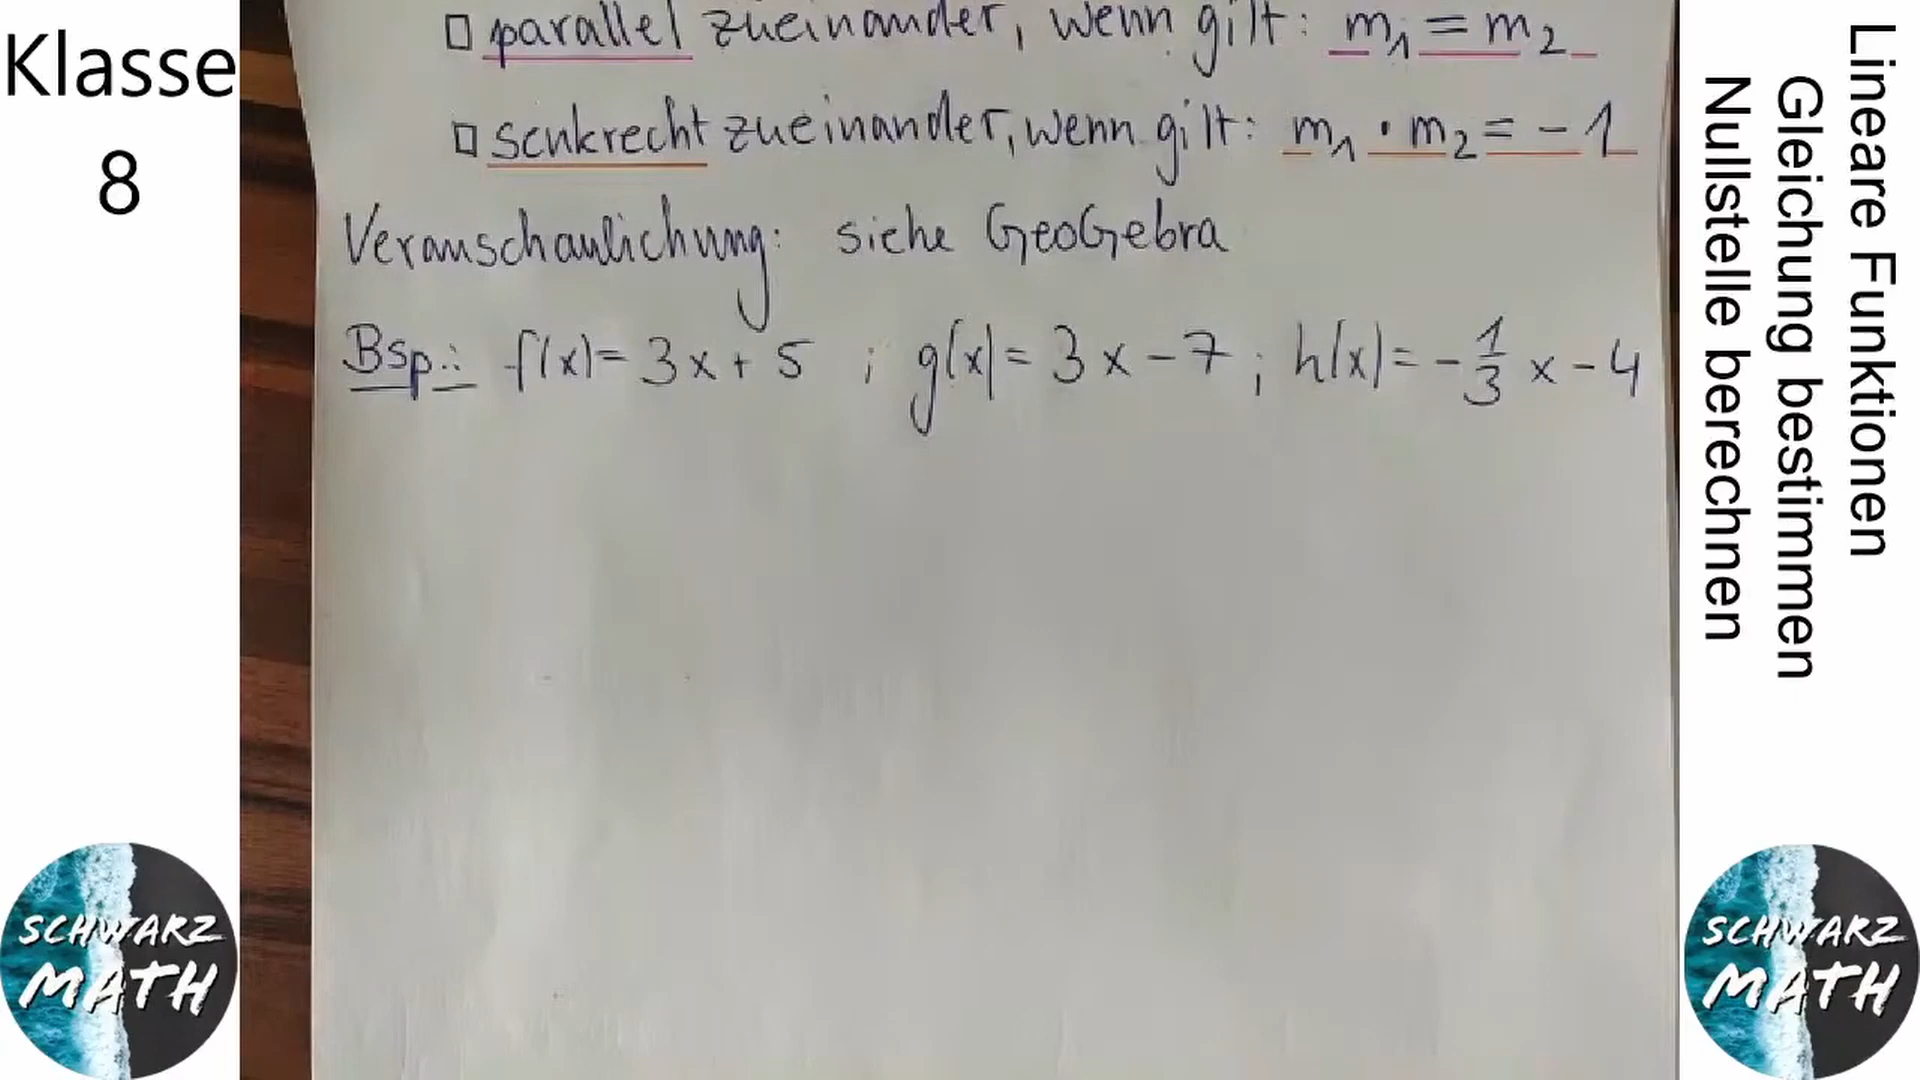 Klasse
8
□ parallel zueinander, wenn gilt: m₁ = m₂
□ senkrecht zueinander, wenn gilt: m₁ · m₂ = -1
Veranschaulichung: siehe GeoGebra
Bsp.: f(x) = 3x + 5 ; g(x) = 3x - 7 ; h(x) = -1/3 x - 4
Lineare Funktionen
Gleichung bestimmen
Nullstelle berechnen
SCHWARZ
MATH
SCHWARZ
MATH